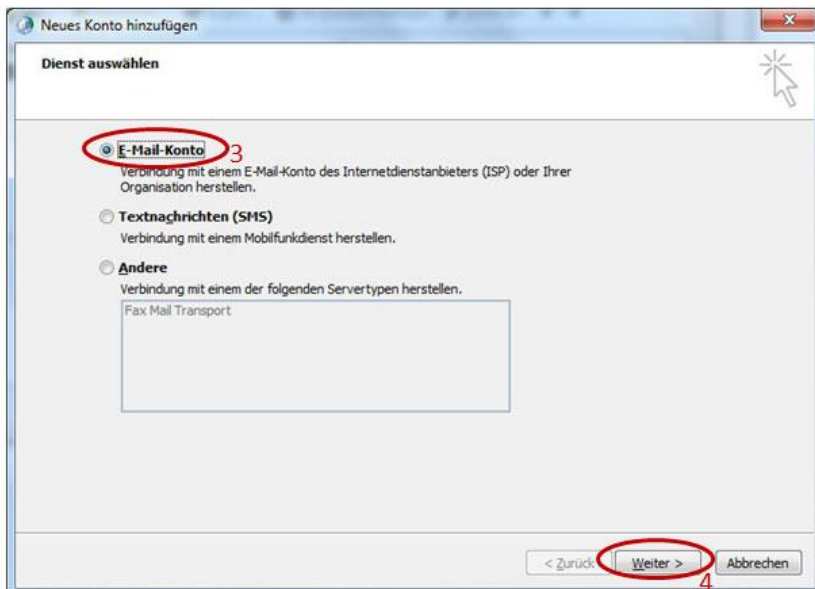 Neues Konto hinzufügen
Dienst auswählen
E-Mail-Konto 3
Verbindung mit einem E-Mail-Konto des Internetdienstanbieters (ISP) oder Ihrer
Organisation herstellen.
Textnachrichten (SMS)
Verbindung mit einem Mobilfunkdienst herstellen.
Andere
Verbindung mit einem der folgenden Servertypen herstellen.
Fax Mail Transport
< Zurück Weiter > Abbrechen
4